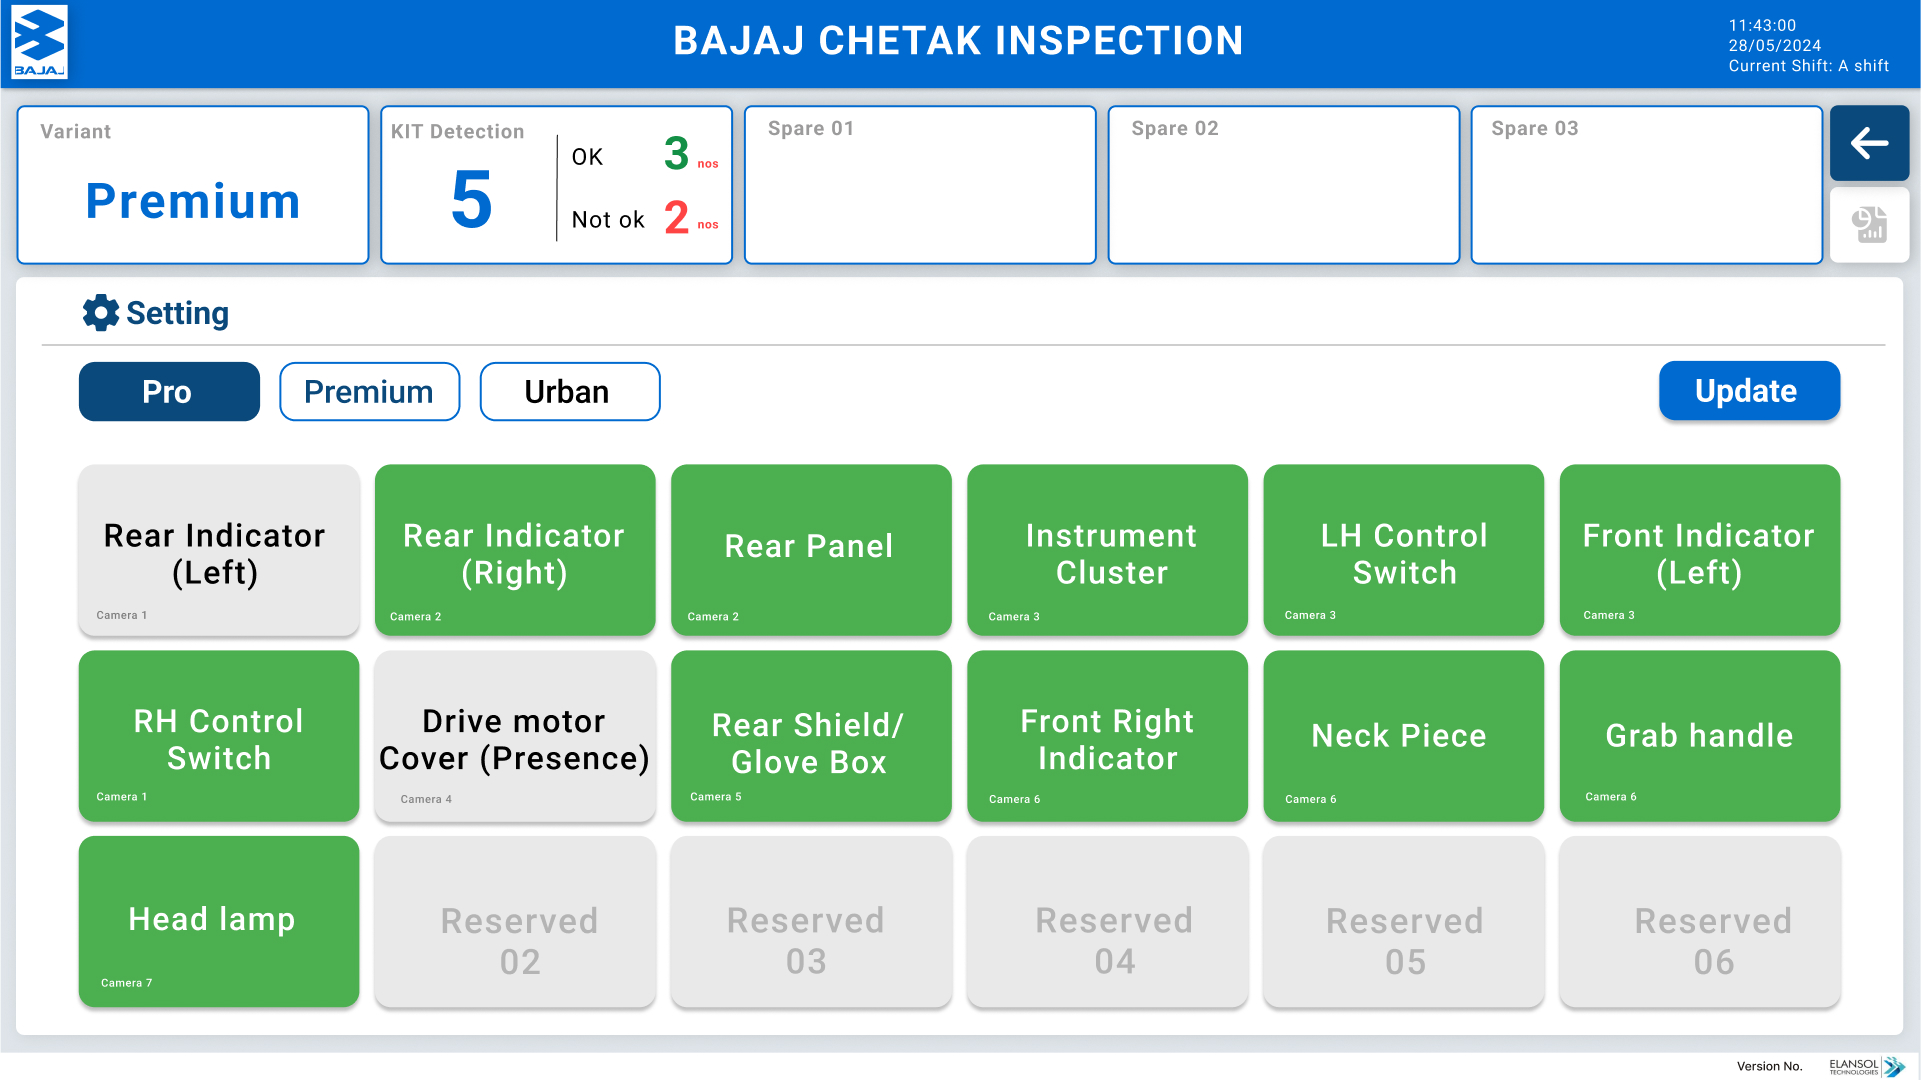 BAJAJ
BAJAJ CHETAK INSPECTION
11:43:00
28/05/2024
Current Shift: A shift
Variant
Premium
KIT Detection
5
OK 3 nos
Not ok 2 nos
Spare 01
Spare 02
Spare 03
Setting
Pro
Premium
Urban
Update
Rear Indicator
(Left)
Camera 1
Rear Indicator
(Right)
Camera 2
Rear Panel
Camera 2
Instrument
Cluster
Camera 3
LH Control
Switch
Camera 3
Front Indicator
(Left)
Camera 3
RH Control
Switch
Camera 1
Drive motor
Cover (Presence)
Camera 4
Rear Shield/
Glove Box
Camera 5
Front Right
Indicator
Camera 6
Neck Piece
Camera 6
Grab handle
Camera 6
Head lamp
Camera 7
Reserved
02
Reserved
03
Reserved
04
Reserved
05
Reserved
06
Version No.
ELANSOL
TECHNOLOGIES